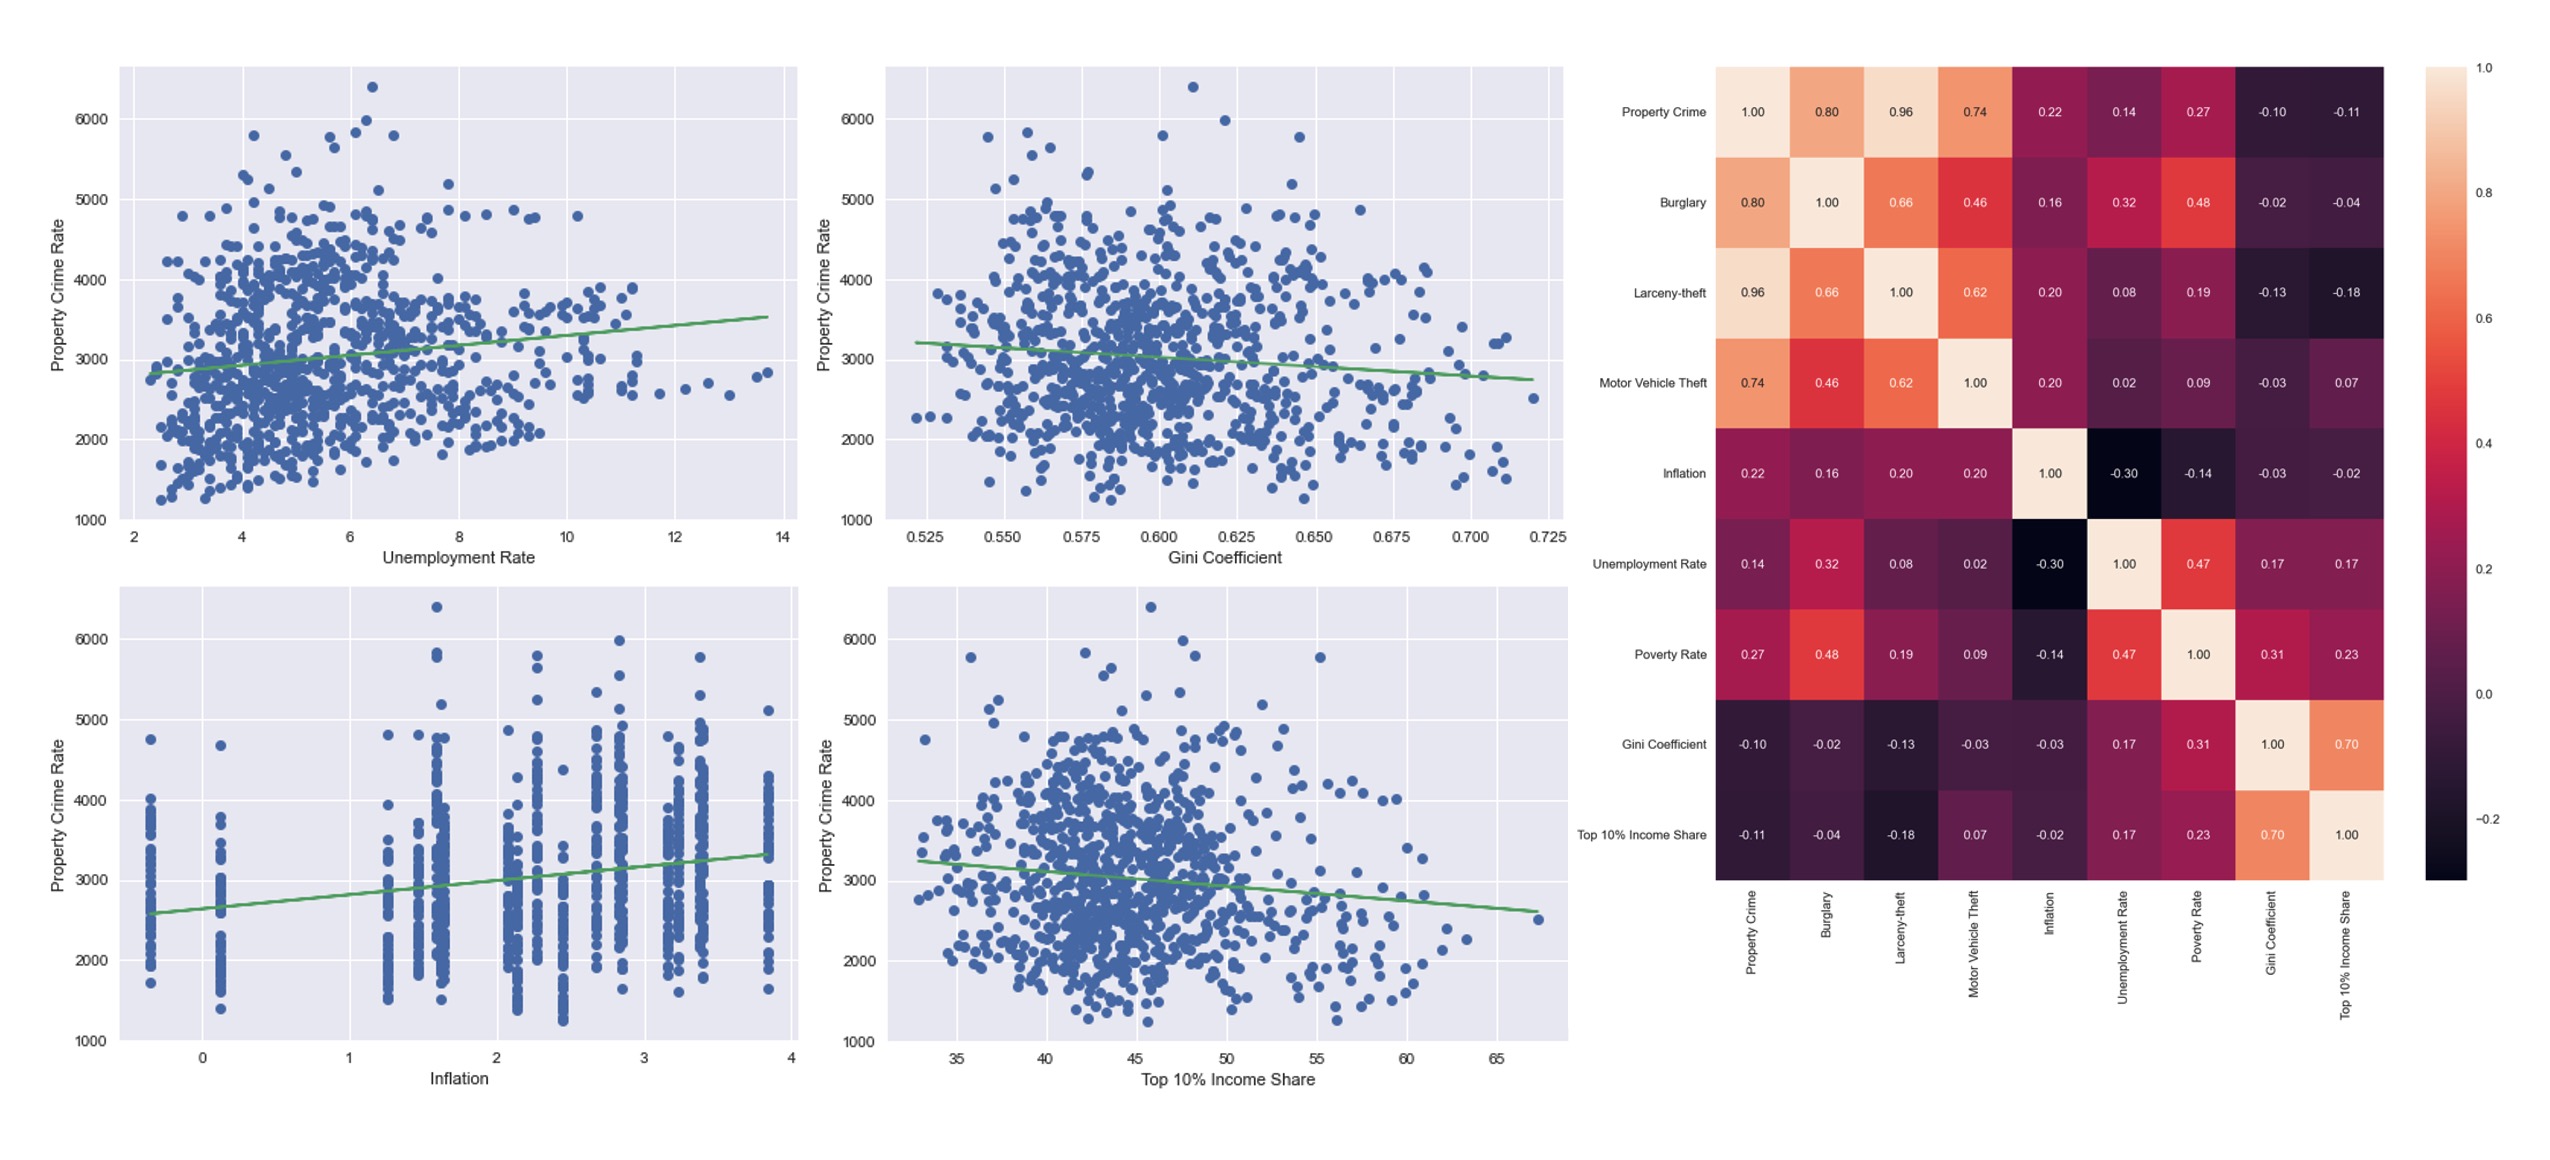 6000
5000
4000
3000
2000
1000
Property Crime Rate
2 4 6 8 10 12 14
Unemployment Rate
6000
5000
4000
3000
2000
1000
Property Crime Rate
0.525 0.550 0.575 0.600 0.625 0.650 0.675 0.700 0.725
Gini Coefficient
6000
5000
4000
3000
2000
1000
Property Crime Rate
0 1 2 3 4
Inflation
6000
5000
4000
3000
2000
1000
Property Crime Rate
35 40 45 50 55 60 65
Top 10% Income Share
Property Crime 1.00 0.80 0.96 0.74 0.22 0.14 0.27 -0.10 -0.11
Burglary 0.80 1.00 0.66 0.46 0.16 0.32 0.48 -0.02 -0.04
Larceny-theft 0.96 0.66 1.00 0.62 0.20 0.08 0.19 -0.13 -0.18
Motor Vehicle Theft 0.74 0.46 0.62 1.00 0.20 0.02 0.09 -0.03 0.07
Inflation 0.22 0.16 0.20 0.20 1.00 -0.30 -0.14 -0.03 -0.02
Unemployment Rate 0.14 0.32 0.08 0.02 -0.30 1.00 0.47 0.17 0.17
Poverty Rate 0.27 0.48 0.19 0.09 -0.14 0.47 1.00 0.31 0.23
Gini Coefficient -0.10 -0.02 -0.13 -0.03 -0.03 0.17 0.31 1.00 0.70
Top 10% Income Share -0.11 -0.04 -0.18 0.07 -0.02 0.17 0.23 0.70 1.00
Property Crime
Burglary
Larceny-theft
Motor Vehicle Theft
Inflation
Unemployment Rate
Poverty Rate
Gini Coefficient
Top 10% Income Share
1.0
0.8
0.6
0.4
0.2
0.0
−0.2